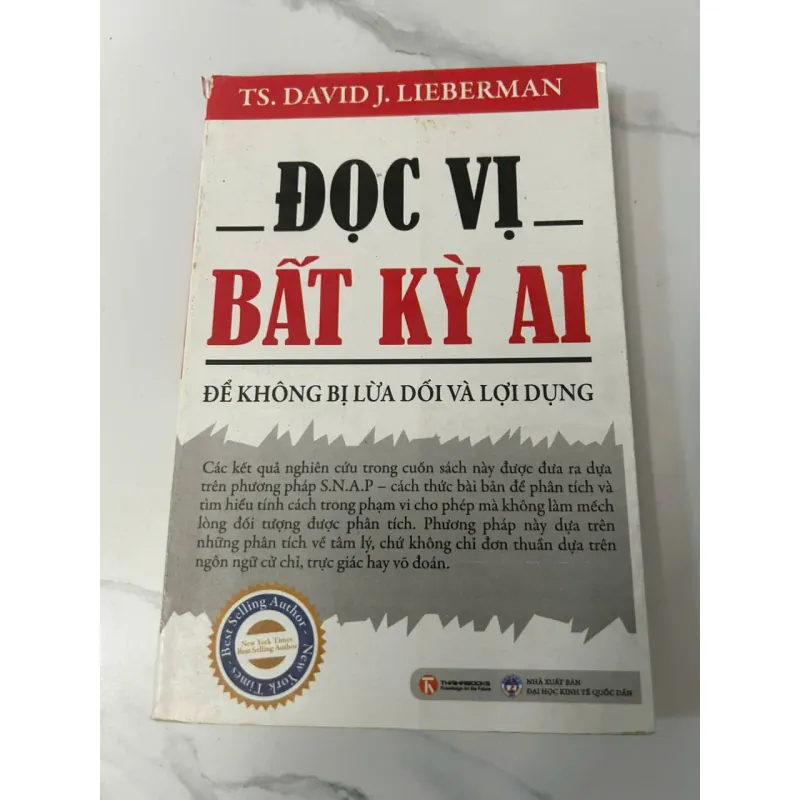 TS. DAVID J. LIEBERMAN
ĐỌC VỊ
BẤT KỲ AI
ĐỂ KHÔNG BỊ LỪA DỐI VÀ LỢI DỤNG
Các kết quả nghiên cứu trong cuốn sách này được đưa ra dựa
trên phương pháp S.N.A.P – cách thức bài bản để phân tích và
tìm hiểu tính cách trong phạm vi cho phép mà không làm mếch
lòng đối tượng được phân tích. Phương pháp này dựa trên
những phân tích về tâm lý, chứ không chỉ đơn thuần dựa trên
ngôn ngữ cử chỉ, trực giác hay võ đoán.
Best Selling Author - New York Times -
New York Times
Best Selling Author
THAIHABOOKS
Knowledge for the Future
NHÀ XUẤT BẢN
ĐẠI HỌC KINH TẾ QUỐC DÂN